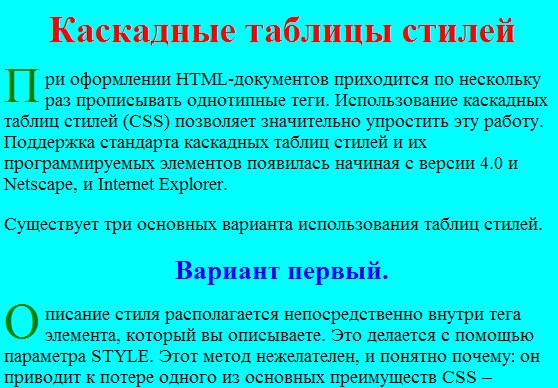 Каскадные таблицы стилей
При оформлении HTML-документов приходится по нескольку
раз прописывать однотипные теги. Использование каскадных
таблиц стилей (CSS) позволяет значительно упростить эту работу.
Поддержка стандарта каскадных таблиц стилей и их
программируемых элементов появилась начиная с версии 4.0 и
Netscape, и Internet Explorer.
Существует три основных варианта использования таблиц стилей.
Вариант первый.
Описание стиля располагается непосредственно внутри тега
элемента, который вы описываете. Это делается с помощью
параметра STYLE. Этот метод нежелателен, и понятно почему: он
приводит к потере одного из основных преимуществ CSS –